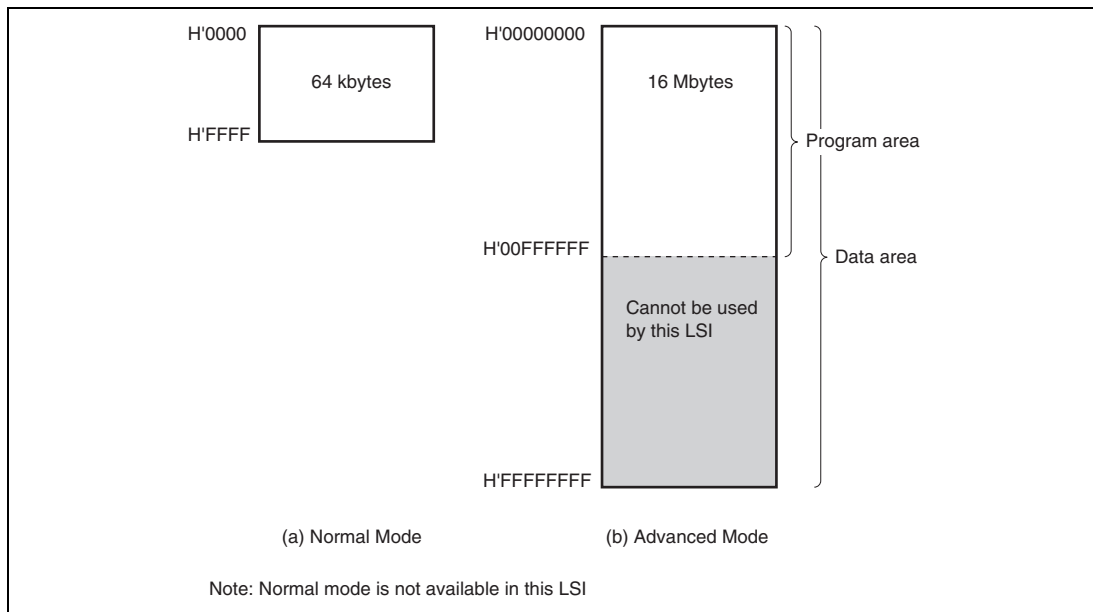 H'0000
64 kbytes
H'FFFF
H'00000000
16 Mbytes
Program area
H'00FFFFFF
Data area
Cannot be used
by this LSI
H'FFFFFFFF
(a) Normal Mode
(b) Advanced Mode
Note: Normal mode is not available in this LSI